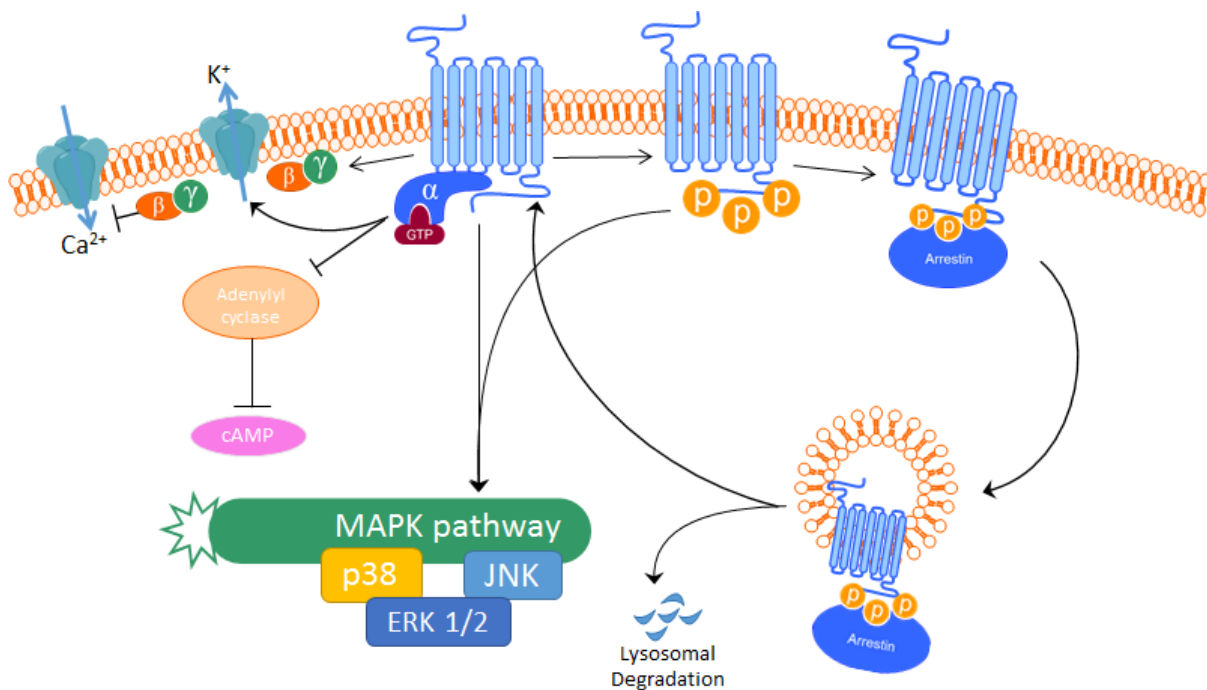 K+
Ca2+
β γ
β γ
α
GTP
P P P
P P P
Arrestin
Adenylyl
cyclase
cAMP
MAPK pathway
p38
JNK
ERK 1/2
Lysosomal
Degradation
P P P
Arrestin